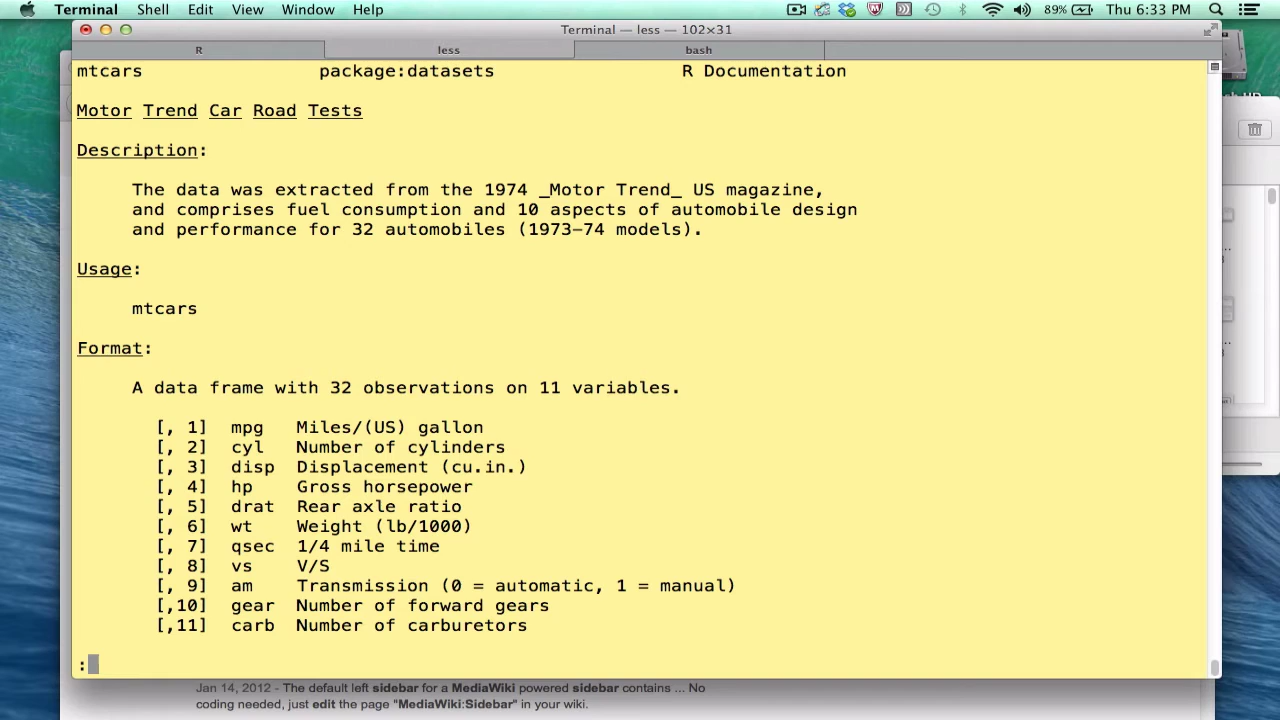 Terminal Shell Edit View Window Help 89% Thu 6:33 PM
Terminal — less — 102×31
R less bash
mtcars package:datasets R Documentation
Motor Trend Car Road Tests
Description:
The data was extracted from the 1974 _Motor Trend_ US magazine,
and comprises fuel consumption and 10 aspects of automobile design
and performance for 32 automobiles (1973–74 models).
Usage:
mtcars
Format:
A data frame with 32 observations on 11 variables.
[, 1] mpg Miles/(US) gallon
[, 2] cyl Number of cylinders
[, 3] disp Displacement (cu.in.)
[, 4] hp Gross horsepower
[, 5] drat Rear axle ratio
[, 6] wt Weight (lb/1000)
[, 7] qsec 1/4 mile time
[, 8] vs V/S
[, 9] am Transmission (0 = automatic, 1 = manual)
[,10] gear Number of forward gears
[,11] carb Number of carburetors
:
Jan 14, 2012 - The default left sidebar for a MediaWiki powered sidebar contains ... No
coding needed, just edit the page "MediaWiki:Sidebar" in your wiki.